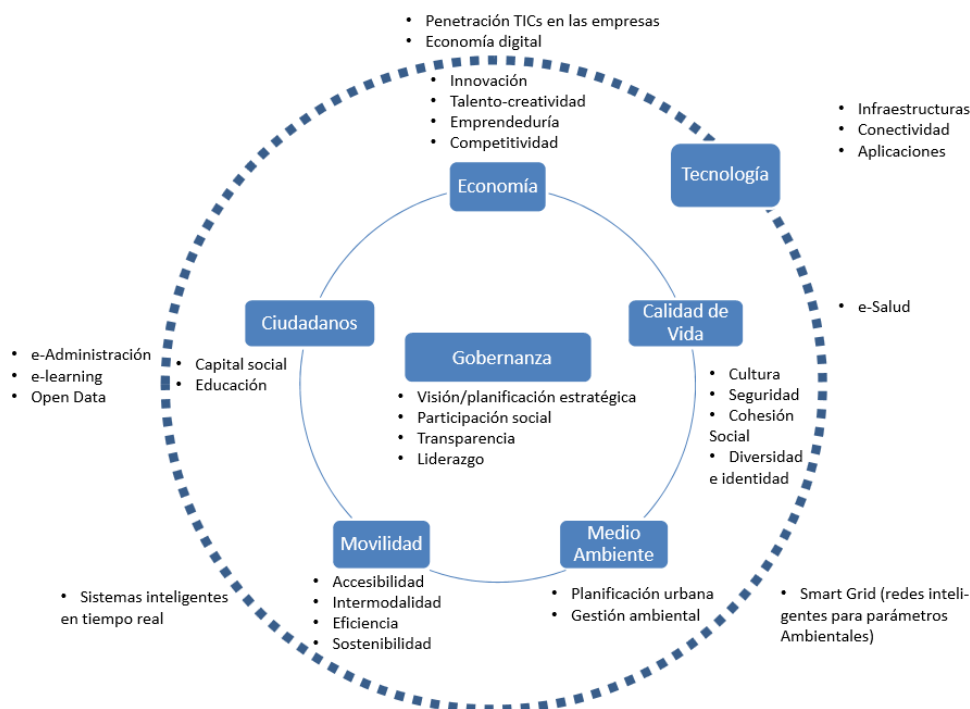 • Penetración TICs en las empresas
• Economía digital
• Innovación
• Talento-creatividad
• Emprendeduría
• Competitividad
Economía
• Infraestructuras
• Conectividad
• Aplicaciones
Tecnología
Ciudadanos
Calidad de
Vida
• e-Salud
• e-Administración
• e-learning
• Open Data
• Capital social
• Educación
Gobernanza
• Visión/planificación estratégica
• Participación social
• Transparencia
• Liderazgo
• Cultura
• Seguridad
• Cohesión
Social
• Diversidad
e identidad
Movilidad
Medio
Ambiente
• Sistemas inteligentes
en tiempo real
• Accesibilidad
• Intermodalidad
• Eficiencia
• Sostenibilidad
• Planificación urbana
• Gestión ambiental
• Smart Grid (redes inteli-
gentes para parámetros
Ambientales)